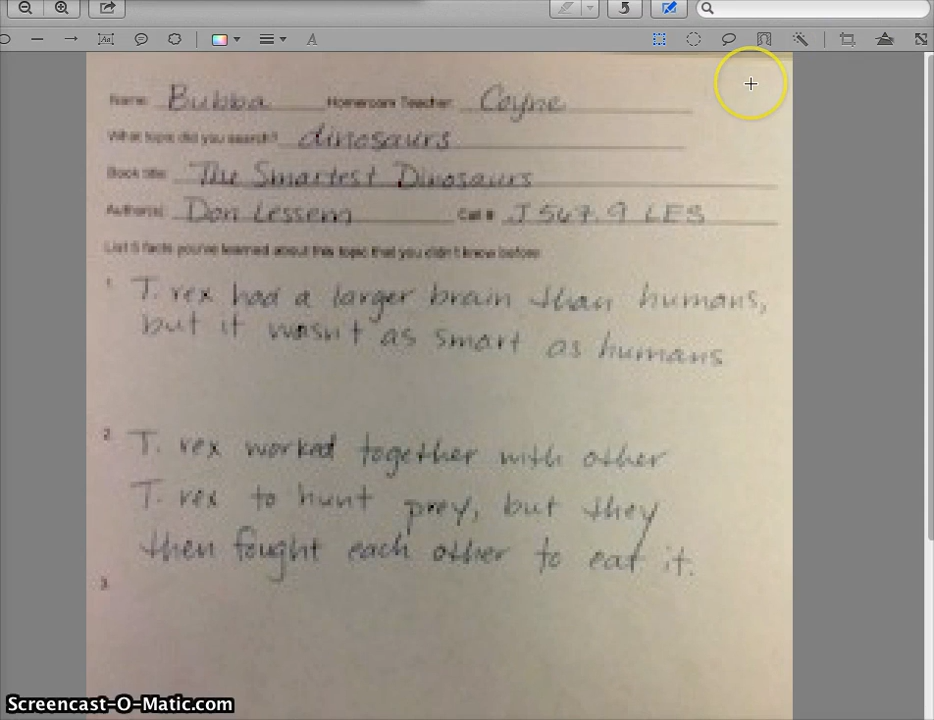 Name: Bubba Homeroom Teacher: Coyne
What topic did you search? dinosaurs
Book title: The Smartest Dinosaurs
Author(s): Don Lessem Call #: J 567.9 LES
List 5 facts you've learned about this topic that you didn't know before:
1. T. rex had a larger brain than humans,
but it wasn't as smart as humans
2. T. rex worked together with other
T. rex to hunt prey, but they
then fought each other to eat it.
3.
Screencast-O-Matic.com